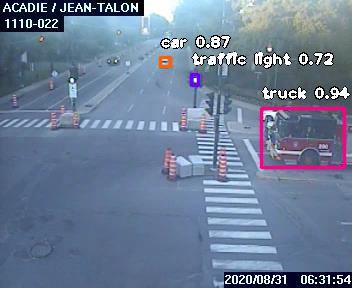 ACADIE / JEAN-TALON
1110-022
car 0.87
traffic light 0.72
truck 0.94
200
2020/08/31 06:31:54